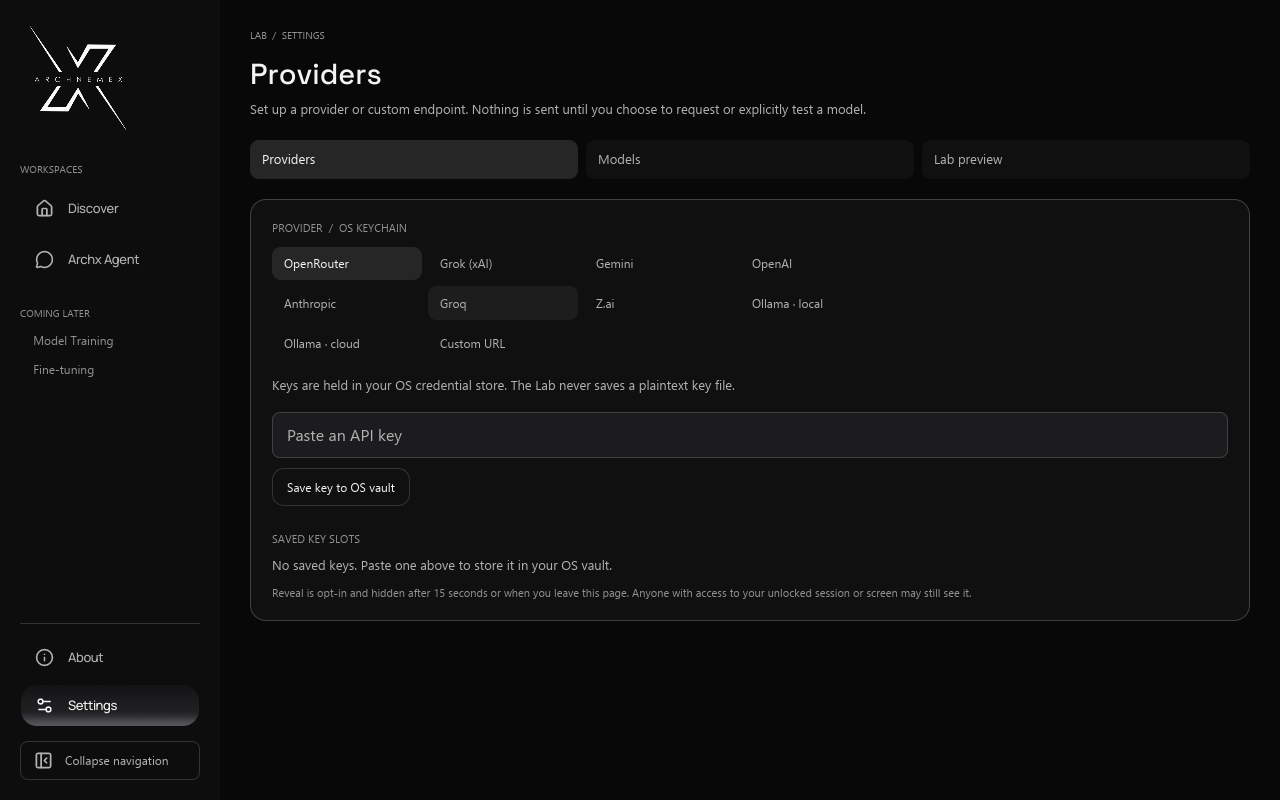 ARCHNEMEX
WORKSPACES
Discover
Archx Agent
COMING LATER
Model Training
Fine-tuning
About
Settings
Collapse navigation
LAB / SETTINGS
Providers
Set up a provider or custom endpoint. Nothing is sent until you choose to request or explicitly test a model.
Providers Models Lab preview
PROVIDER / OS KEYCHAIN
OpenRouter Grok (xAI) Gemini OpenAI
Anthropic Groq Z.ai Ollama · local
Ollama · cloud Custom URL
Keys are held in your OS credential store. The Lab never saves a plaintext key file.
Paste an API key
Save key to OS vault
SAVED KEY SLOTS
No saved keys. Paste one above to store it in your OS vault.
Reveal is opt-in and hidden after 15 seconds or when you leave this page. Anyone with access to your unlocked session or screen may still see it.